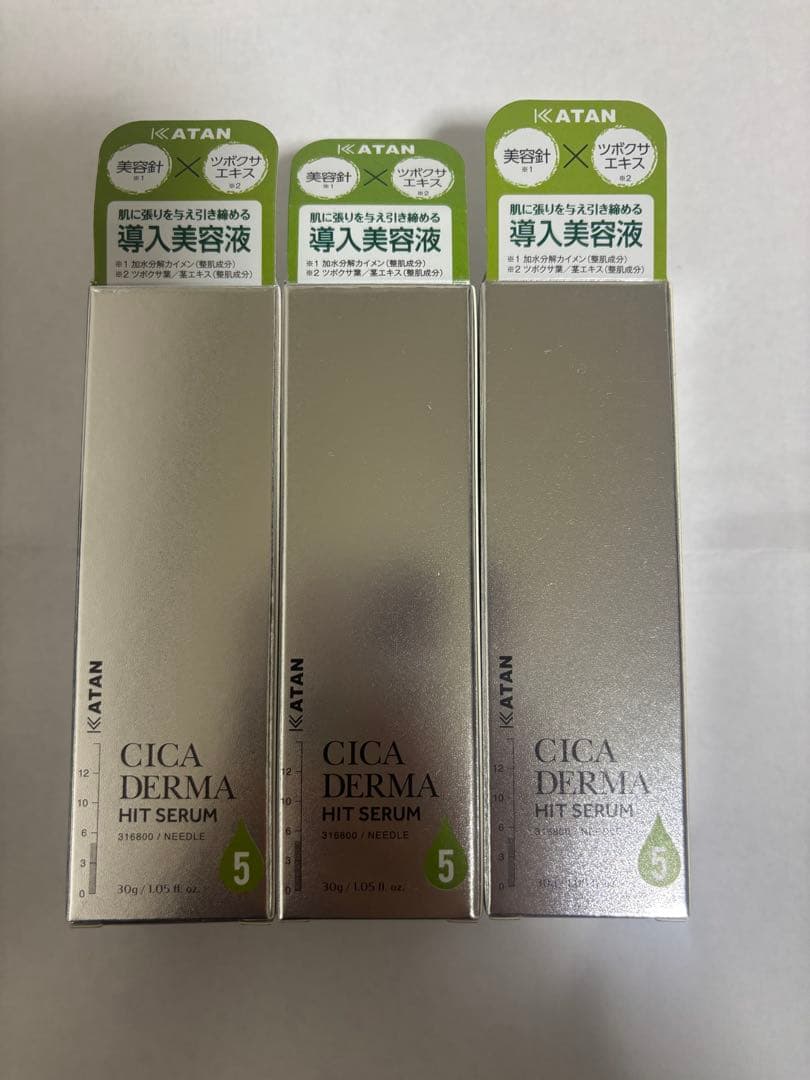 KATAN
美容針
※1
×
ツボクサ
エキス
※2
肌に張りを与え引き締める
導入美容液
※1 加水分解カイメン(整肌成分)
※2 ツボクサ葉/茎エキス(整肌成分)
KATAN
12
10
6
3
0
CICA
DERMA
HIT SERUM
316800 / NEEDLE
30g / 1.05 fl. oz.
5
KATAN
美容針
※1
×
ツボクサ
エキス
※2
肌に張りを与え引き締める
導入美容液
※1 加水分解カイメン(整肌成分)
※2 ツボクサ葉/茎エキス(整肌成分)
KATAN
12
10
6
3
0
CICA
DERMA
HIT SERUM
316800 / NEEDLE
30g / 1.05 fl. oz.
5
KATAN
美容針
※1
×
ツボクサ
エキス
※2
肌に張りを与え引き締める
導入美容液
※1 加水分解カイメン(整肌成分)
※2 ツボクサ葉/茎エキス(整肌成分)
KATAN
12
10
6
3
0
CICA
DERMA
HIT SERUM
316800 / NEEDLE
5